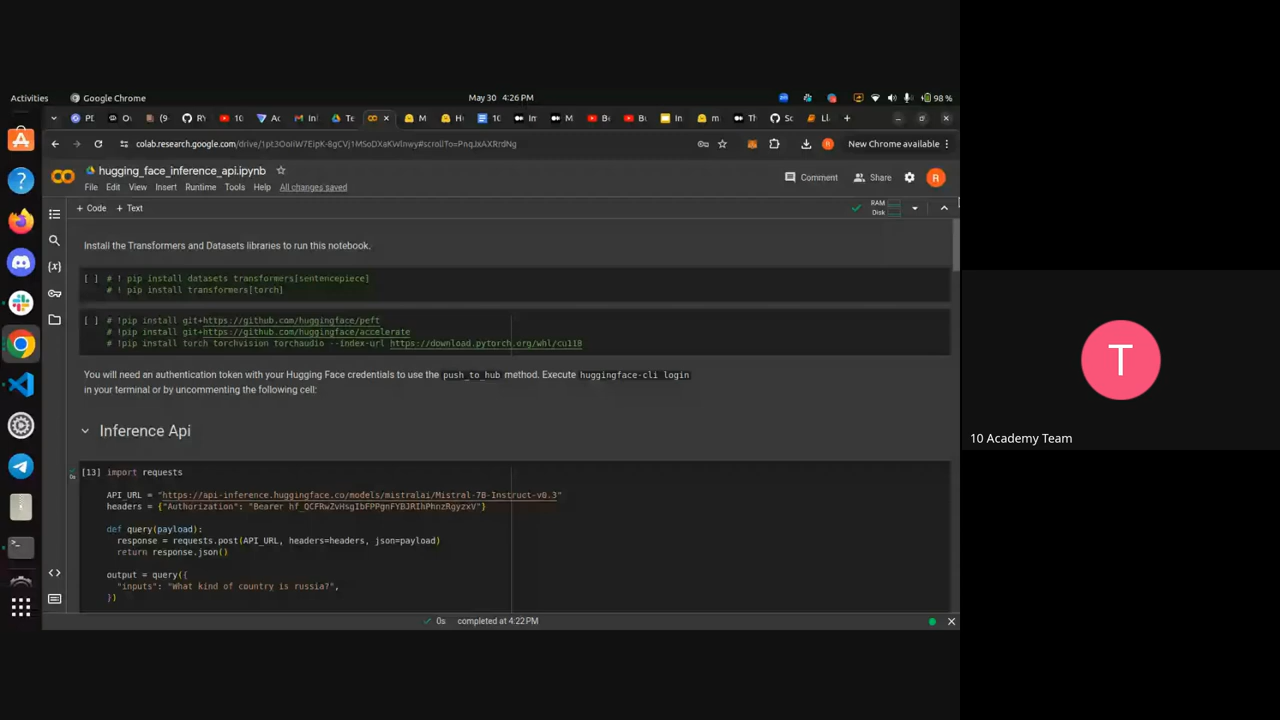 Activities
Google Chrome
May 30 4:26 PM
98 %
colab.research.google.com/drive/1pt3OoIiW7EipK-8gCVj1MSoDXaKWlnwy#scrollTo=PnqJxAXRrdNg
New Chrome available
hugging_face_inference_api.ipynb
File Edit View Insert Runtime Tools Help All changes saved
Comment
Share
R
+ Code + Text
RAM
Disk
Install the Transformers and Datasets libraries to run this notebook.
[ ] # ! pip install datasets transformers[sentencepiece]
# ! pip install transformers[torch]
[ ] # !pip install git+https://github.com/huggingface/peft
# !pip install git+https://github.com/huggingface/accelerate
# !pip install torch torchvision torchaudio --index-url https://download.pytorch.org/whl/cu118
You will need an authentication token with your Hugging Face credentials to use the push_to_hub method. Execute huggingface-cli login
in your terminal or by uncommenting the following cell:
Inference Api
[13] import requests
0s
API_URL = "https://api-inference.huggingface.co/models/mistralai/Mistral-7B-Instruct-v0.3"
headers = {"Authorization": "Bearer
def query(payload):
response = requests.post(API_URL, headers=headers, json=payload)
return response.json()
output = query({
"inputs": "What kind of country is russia?",
})
0s completed at 4:22 PM
T
10 Academy Team